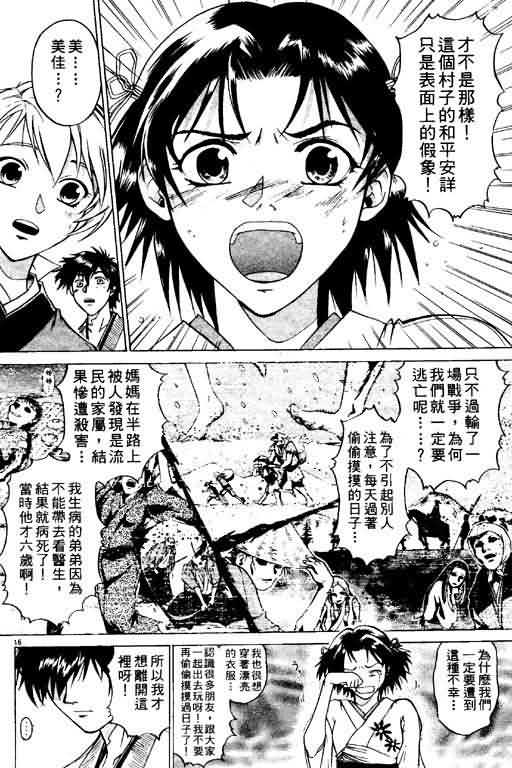 才不是那樣！
這個村子的和平安詳
只是表面上的假象！
美……
美佳…？
只不過輸了一
場戰爭，為何
我們就一定要
逃亡呢……？
為了不引起別人
注意，每天過著
偷偷摸摸的日子…
媽媽在半路上
被人發現是流
民的家屬，結
果慘遭殺害…
我生病的弟弟因為
不能帶去看醫生，
結果就病死了！
當時他才六歲啊！
為什麼我們
一定要遭到
這種不幸…
我也很想
穿著漂亮
的衣服…
認識很多朋友，跟大家
一起出去玩呀！我不要
再偷偷摸摸過日子了！
所以我才
想離開這
裡呀！
……
16